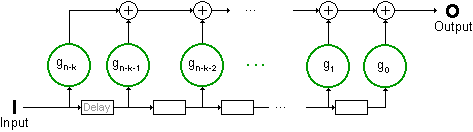 Output
g n-k
g n-k-1
g n-k-2
g 1
g 0
Delay
Input